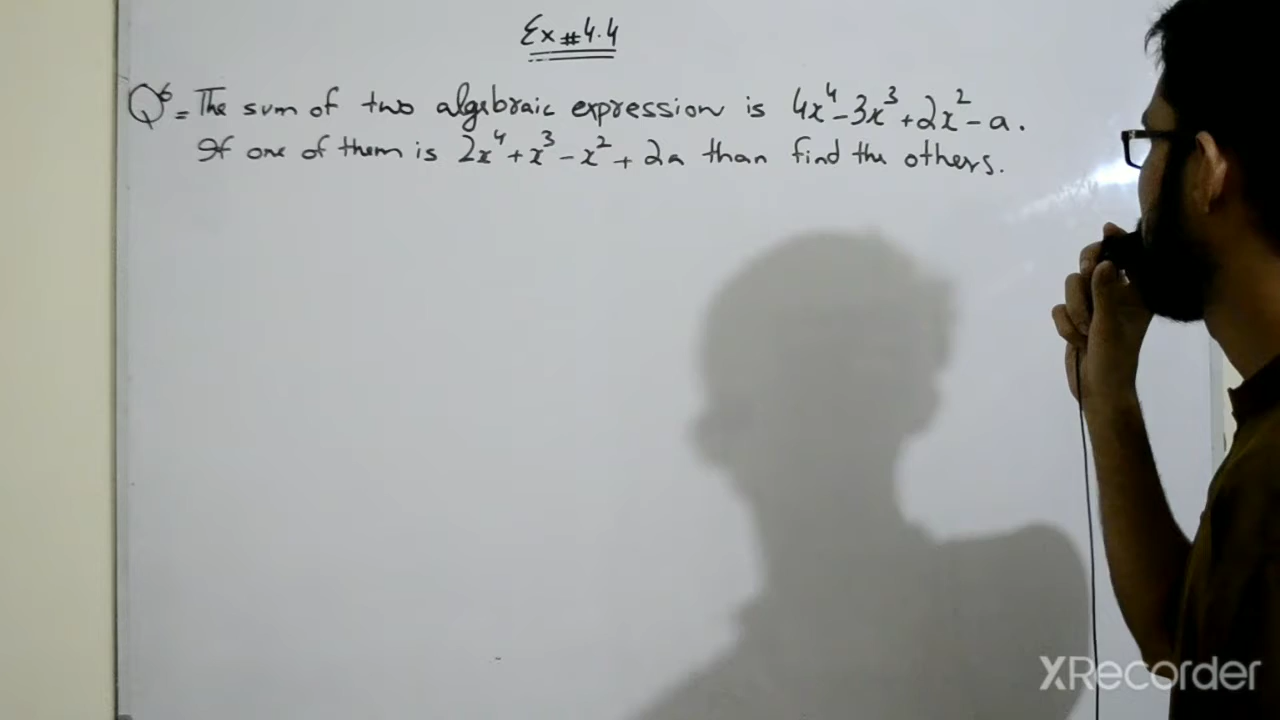 Ex#4.4
Q6= The sum of two algebraic expression is 4x⁴-3x³+2x²-a.
If one of them is 2x⁴+x³-x²+2a than find the others.
XRecorder